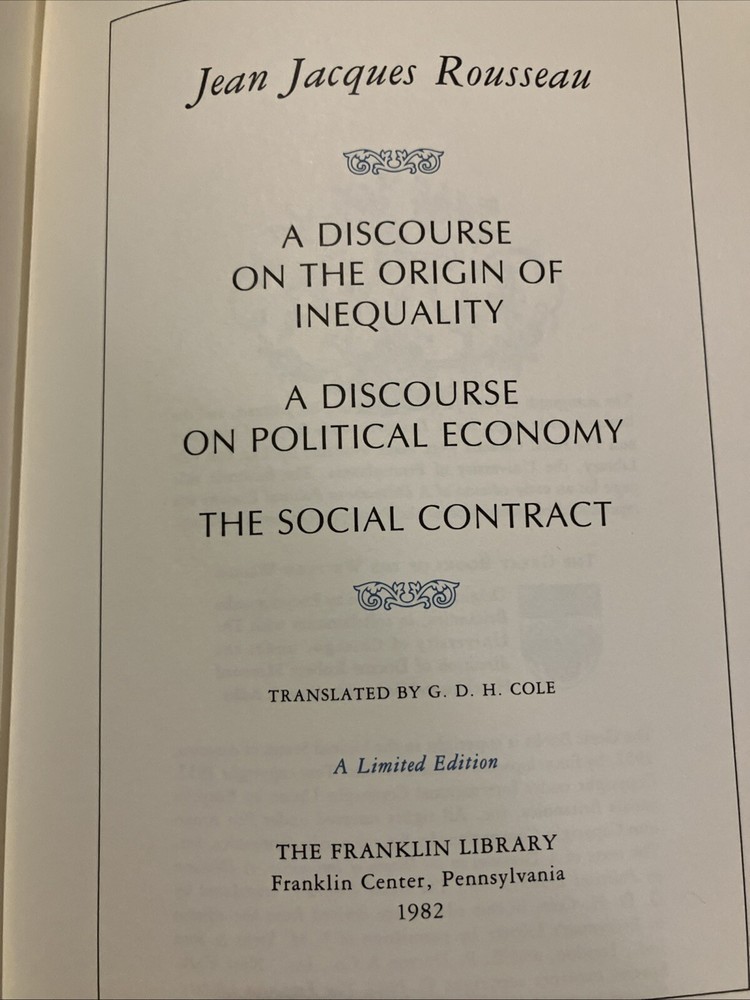 Jean Jacques Rousseau
A DISCOURSE
ON THE ORIGIN OF
INEQUALITY
A DISCOURSE
ON POLITICAL ECONOMY
THE SOCIAL CONTRACT
TRANSLATED BY G. D. H. COLE
A Limited Edition
THE FRANKLIN LIBRARY
Franklin Center, Pennsylvania
1982